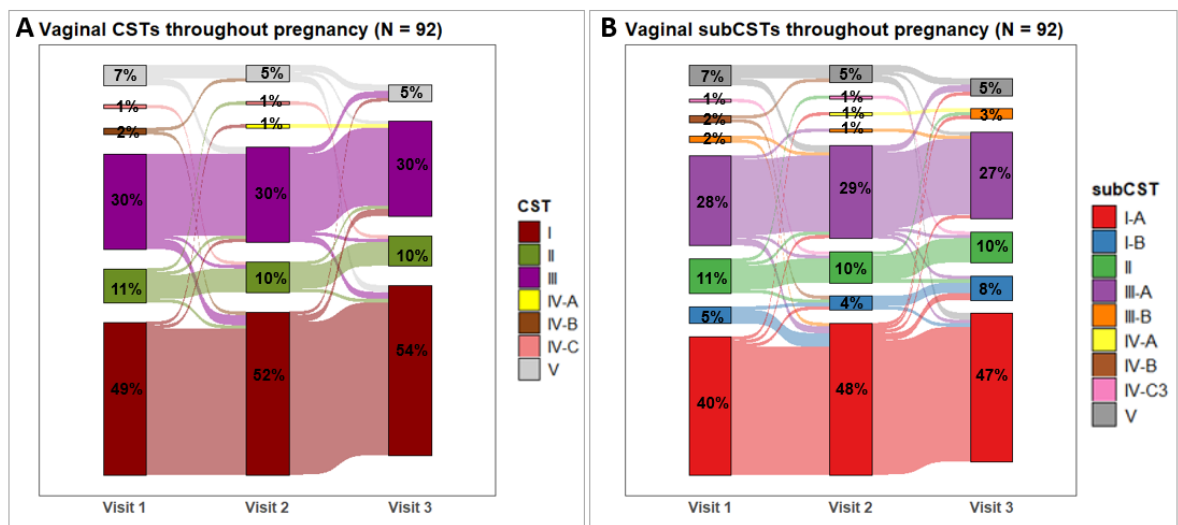 A Vaginal CSTs throughout pregnancy (N = 92)
7%
1%
2%
30%
11%
49%
5%
1%
1%
30%
10%
52%
5%
30%
10%
54%
Visit 1 Visit 2 Visit 3
CST
I
II
III
IV-A
IV-B
IV-C
V
B Vaginal subCSTs throughout pregnancy (N = 92)
7%
1%
2%
2%
28%
11%
5%
40%
5%
1%
1%
1%
29%
10%
4%
48%
5%
3%
27%
10%
8%
47%
Visit 1 Visit 2 Visit 3
subCST
I-A
I-B
II
III-A
III-B
IV-A
IV-B
IV-C3
V